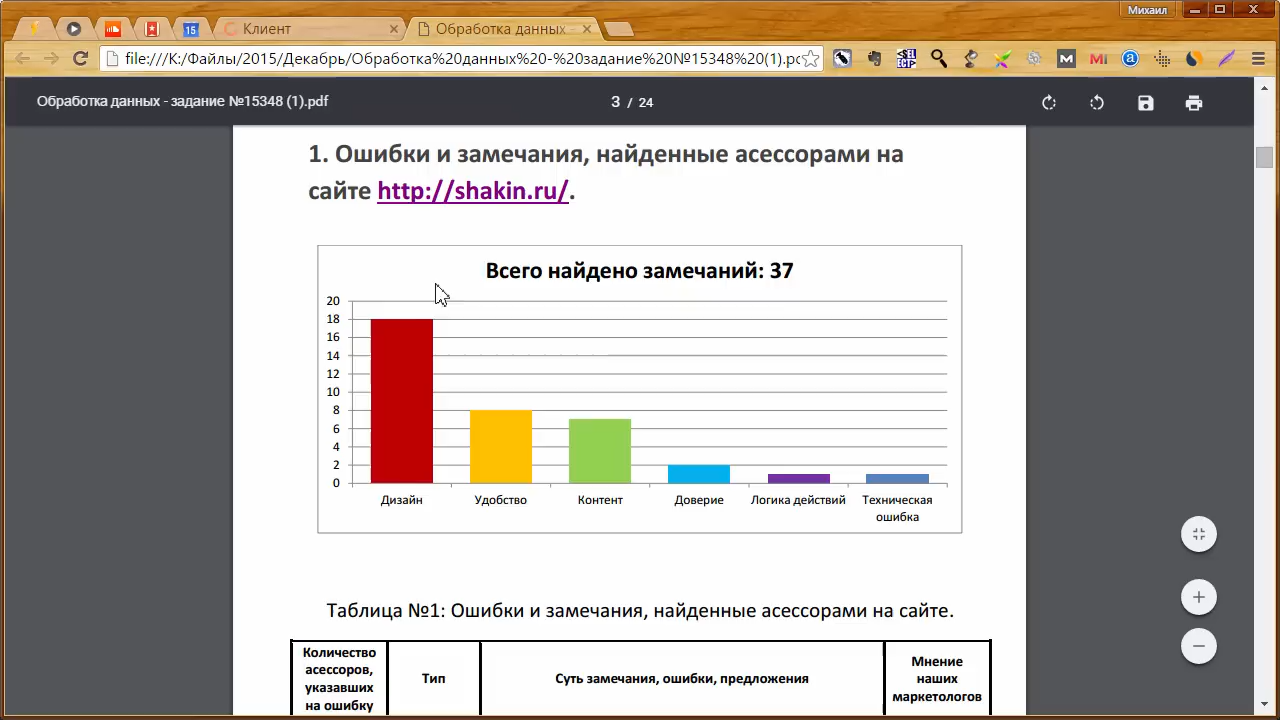 Михаил
15
Клиент
Обработка данных -
file:///K:/Файлы/2015/Декабрь/Обработка%20данных%20-%20задание%20№15348%20(1).pc
Обработка данных - задание №15348 (1).pdf
3 / 24
1. Ошибки и замечания, найденные асессорами на
сайте http://shakin.ru/.
Всего найдено замечаний: 37
20
18
16
14
12
10
8
6
4
2
0
Дизайн
Удобство
Контент
Доверие
Логика действий
Техническая
ошибка
Таблица №1: Ошибки и замечания, найденные асессорами на сайте.
Количество
асессоров,
указавших
на ошибку
Тип
Суть замечания, ошибки, предложения
Мнение
наших
маркетологов